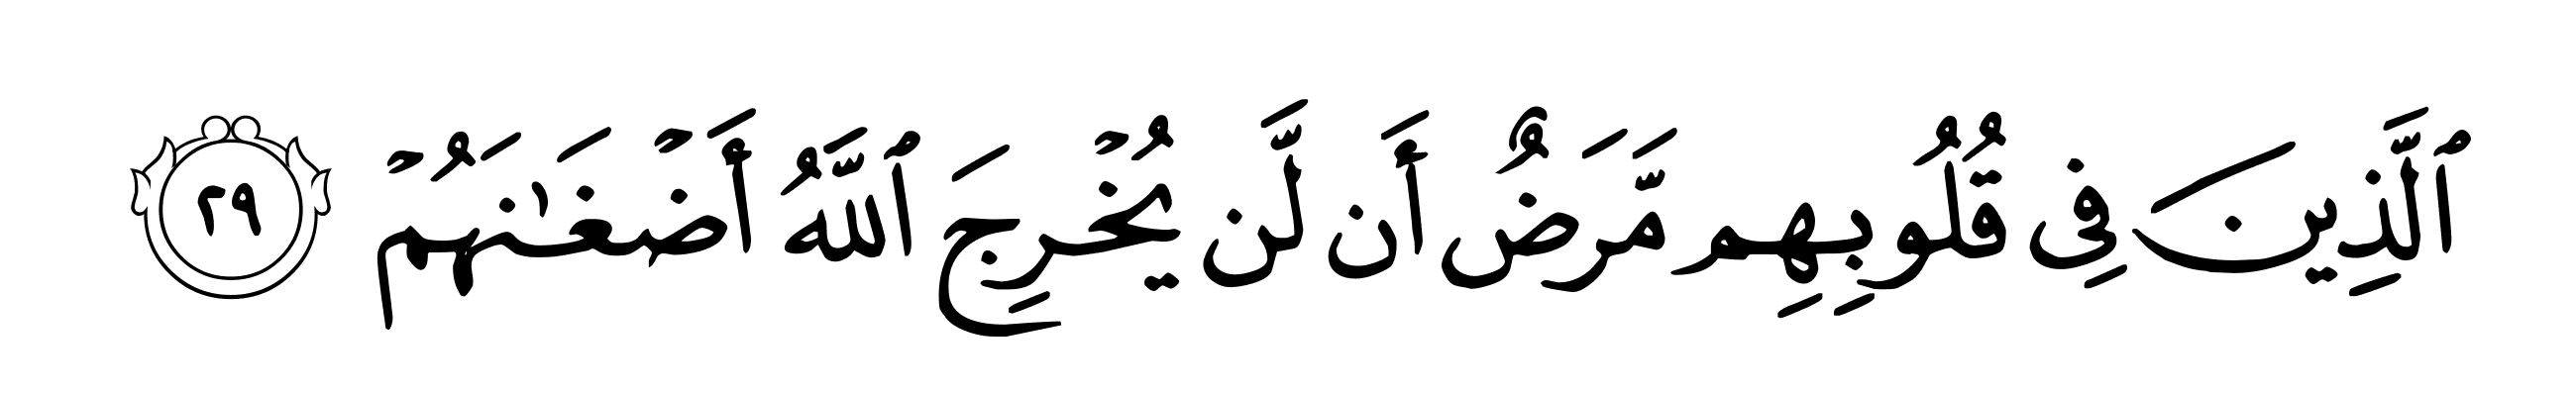 ٱلَّذِينَ فِى قُلُوبِهِم مَّرَضٌ أَن لَّن يُخْرِجَ ٱللَّهُ أَضْغَـٰنَهُمْ ٢٩